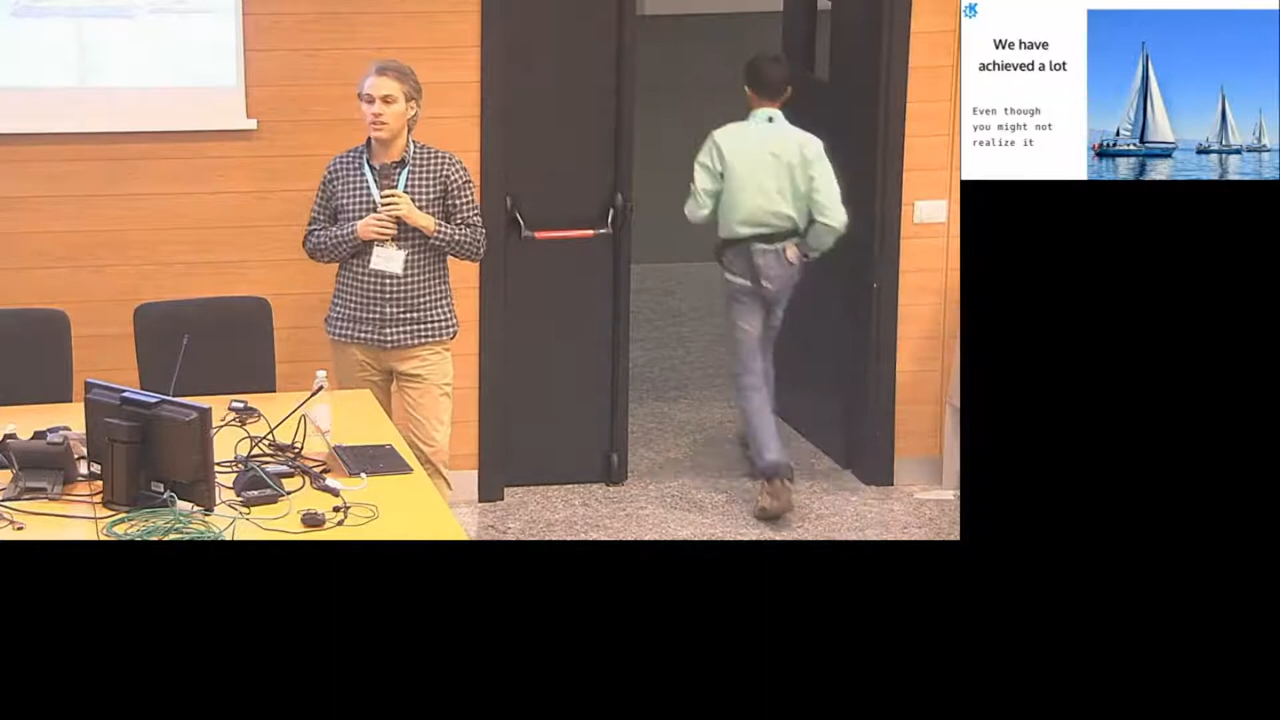 We have
achieved a lot
Even though
you might not
realize it